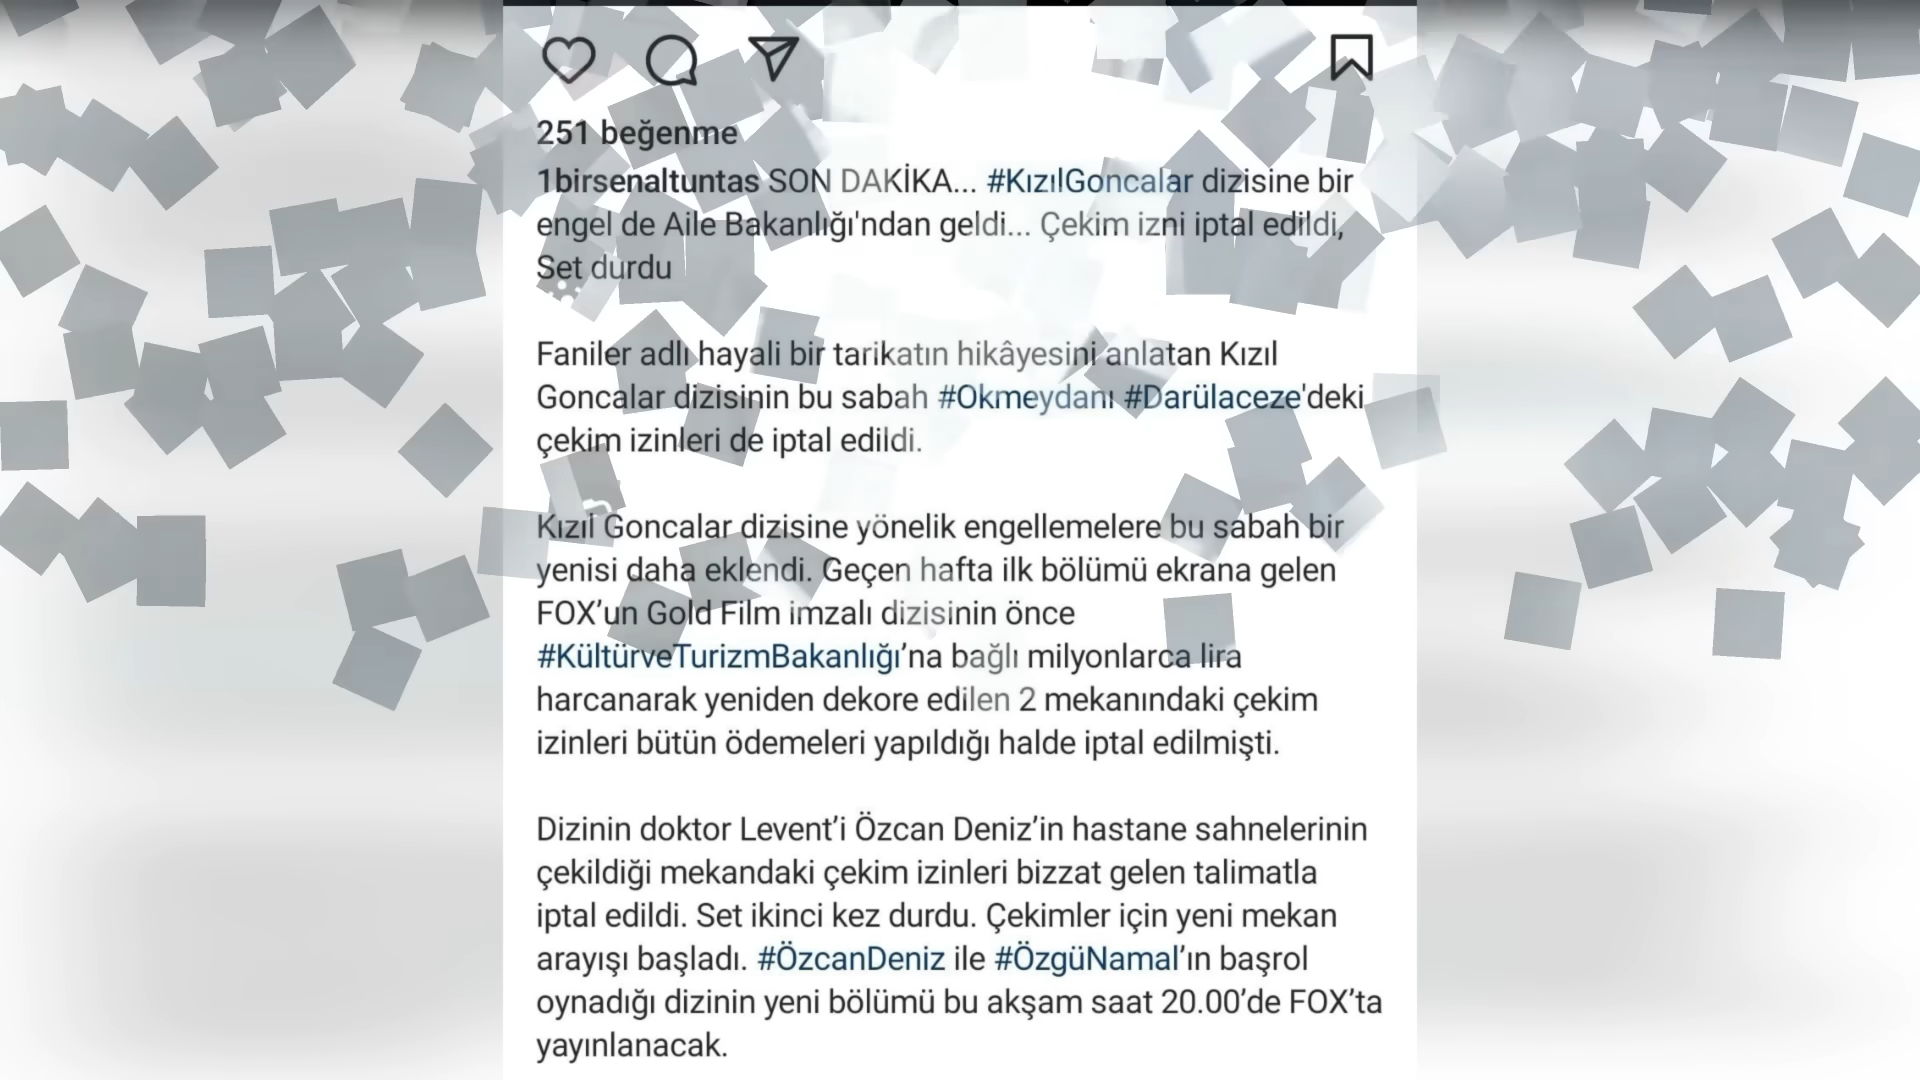 251 beğenme
1birsenaltuntas SON DAKİKA... #KızılGoncalar dizisine bir
engel de Aile Bakanlığı'ndan geldi... Çekim izni iptal edildi,
Set durdu
Faniler adlı hayali bir tarikatın hikâyesini anlatan Kızıl
Goncalar dizisinin bu sabah #Okmeydanı #Darülaceze'deki
çekim izinleri de iptal edildi.
Kızıl Goncalar dizisine yönelik engellemelere bu sabah bir
yenisi daha eklendi. Geçen hafta ilk bölümü ekrana gelen
FOX’un Gold Film imzalı dizisinin önce
#KültürveTurizmBakanlığı’na bağlı milyonlarca lira
harcanarak yeniden dekore edilen 2 mekanındaki çekim
izinleri bütün ödemeleri yapıldığı halde iptal edilmişti.
Dizinin doktor Levent’i Özcan Deniz’in hastane sahnelerinin
çekildiği mekandaki çekim izinleri bizzat gelen talimatla
iptal edildi. Set ikinci kez durdu. Çekimler için yeni mekan
arayışı başladı. #ÖzcanDeniz ile #ÖzgüNamal’ın başrol
oynadığı dizinin yeni bölümü bu akşam saat 20.00’de FOX’ta
yayınlanacak.